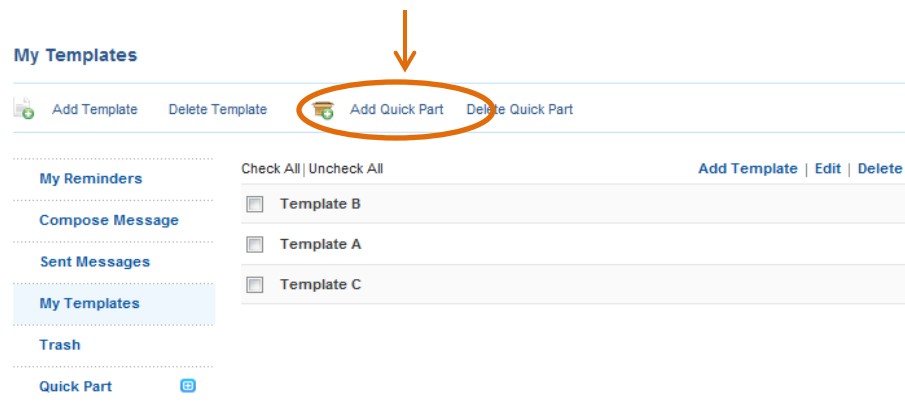 My Templates
Add Template Delete Template Add Quick Part Delete Quick Part
Check All | Uncheck All Add Template | Edit | Delete
My Reminders
Template B
Compose Message
Template A
Sent Messages
Template C
My Templates
Trash
Quick Part